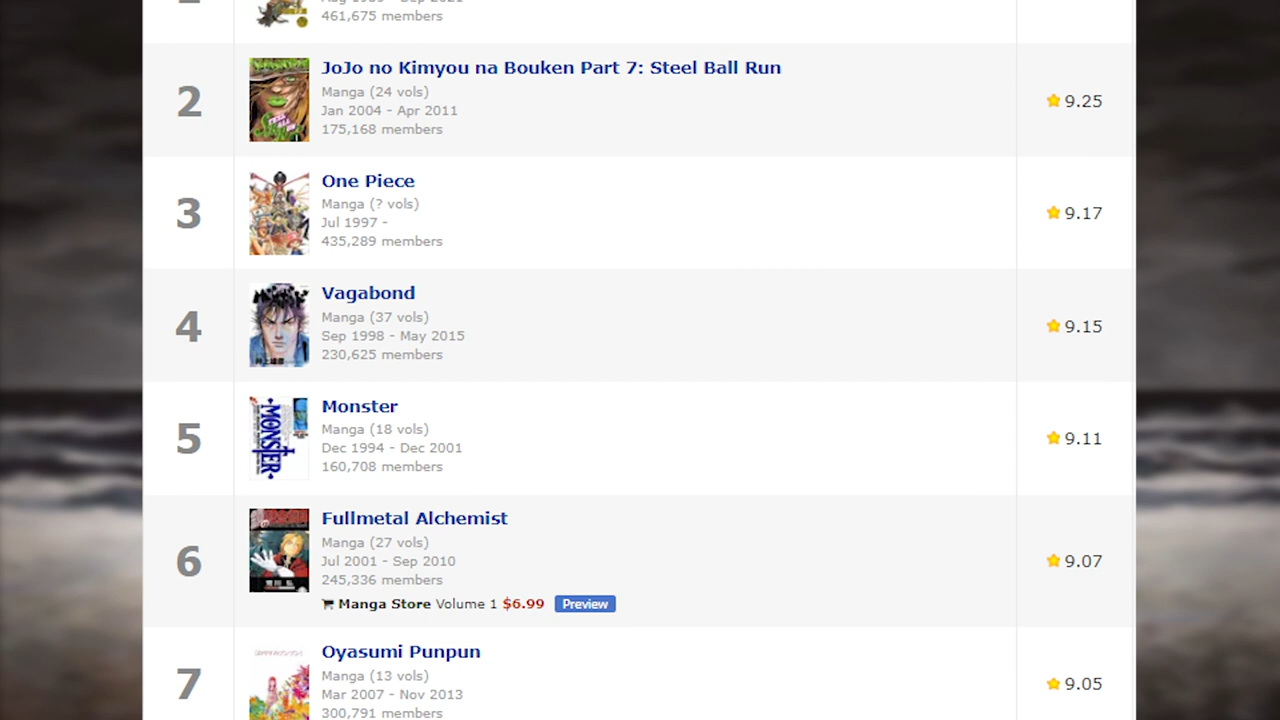 461,675 members
2
JoJo no Kimyou na Bouken Part 7: Steel Ball Run
Manga (24 vols)
Jan 2004 - Apr 2011
175,168 members
9.25
3
One Piece
Manga (? vols)
Jul 1997 -
435,289 members
9.17
4
Vagabond
Manga (37 vols)
Sep 1998 - May 2015
230,625 members
9.15
5
MONSTER
Monster
Manga (18 vols)
Dec 1994 - Dec 2001
160,708 members
9.11
6
Fullmetal Alchemist
Manga (27 vols)
Jul 2001 - Sep 2010
245,336 members
Manga Store Volume 1 $6.99 Preview
9.07
7
Oyasumi Punpun
Manga (13 vols)
Mar 2007 - Nov 2013
300,791 members
9.05